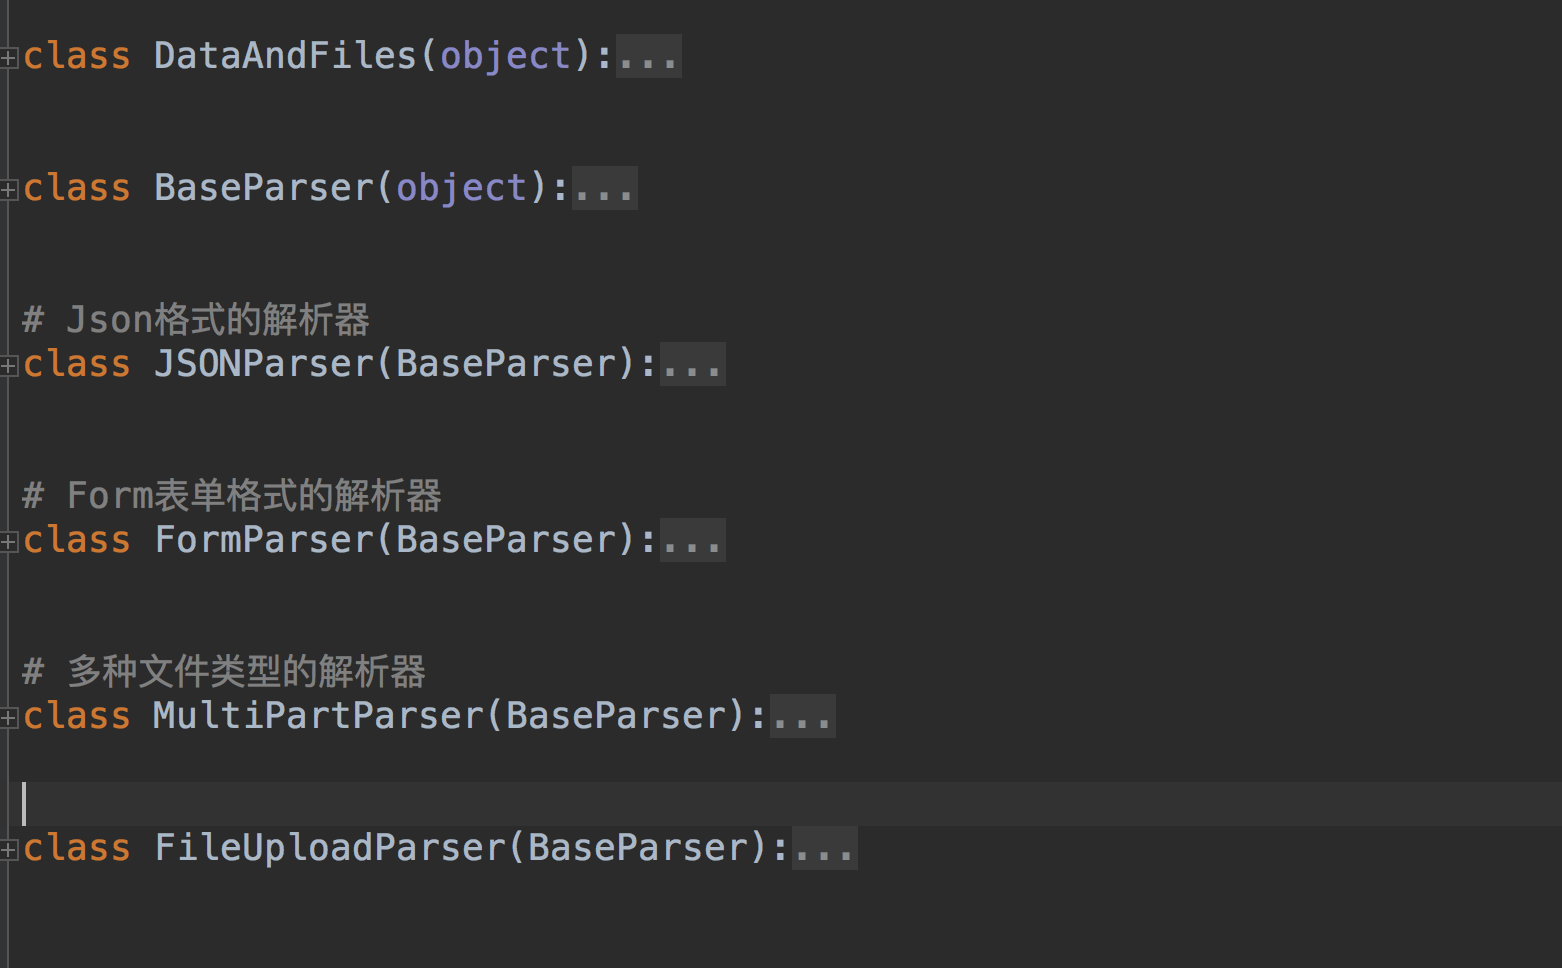 class DataAndFiles(object):...
class BaseParser(object):...
# Json格式的解析器
class JSONParser(BaseParser):...
# Form表单格式的解析器
class FormParser(BaseParser):...
# 多种文件类型的解析器
class MultiPartParser(BaseParser):...
class FileUploadParser(BaseParser):...